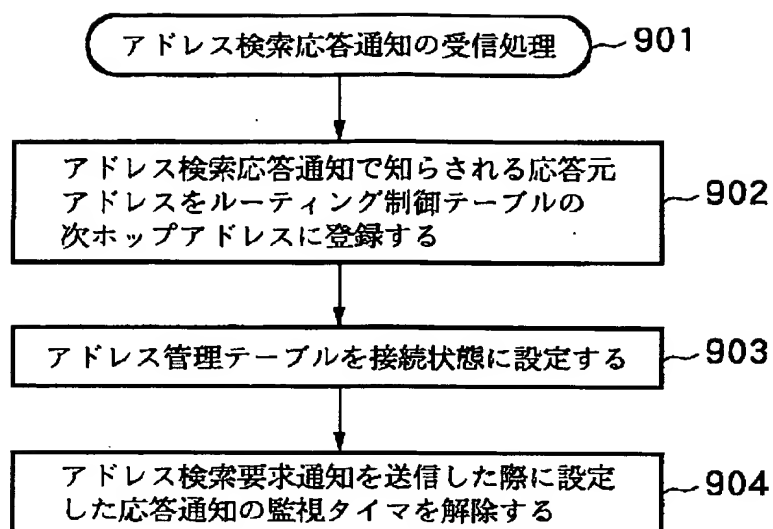 アドレス検索応答通知の受信処理 901
アドレス検索応答通知で知らされる応答元
アドレスをルーティング制御テーブルの
次ホップアドレスに登録する
902
アドレス管理テーブルを接続状態に設定する 903
アドレス検索要求通知を送信した際に設定
した応答通知の監視タイマを解除する
904